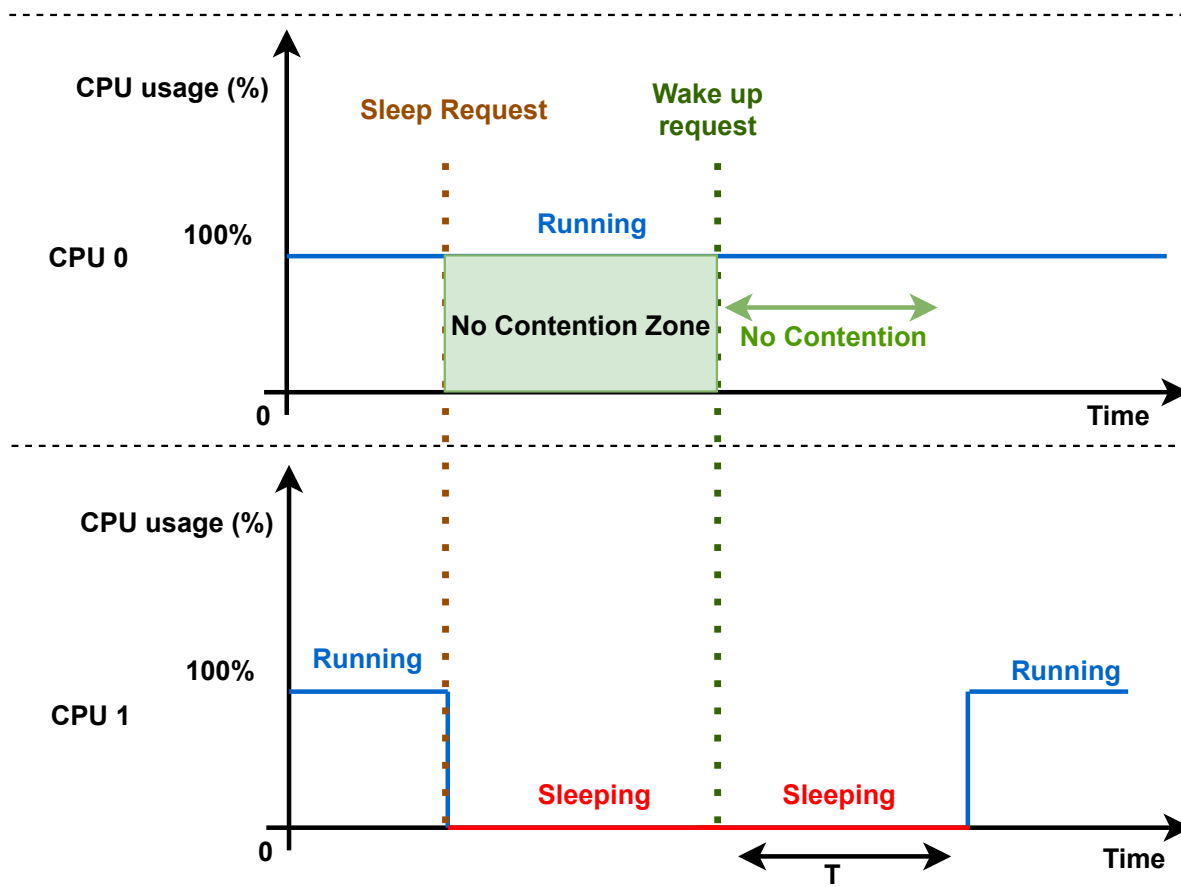 CPU usage (%)
Sleep Request
Wake up
request
100%
Running
CPU 0
No Contention Zone
No Contention
0
Time
CPU usage (%)
100%
Running
Running
CPU 1
Sleeping
Sleeping
0
Time
T